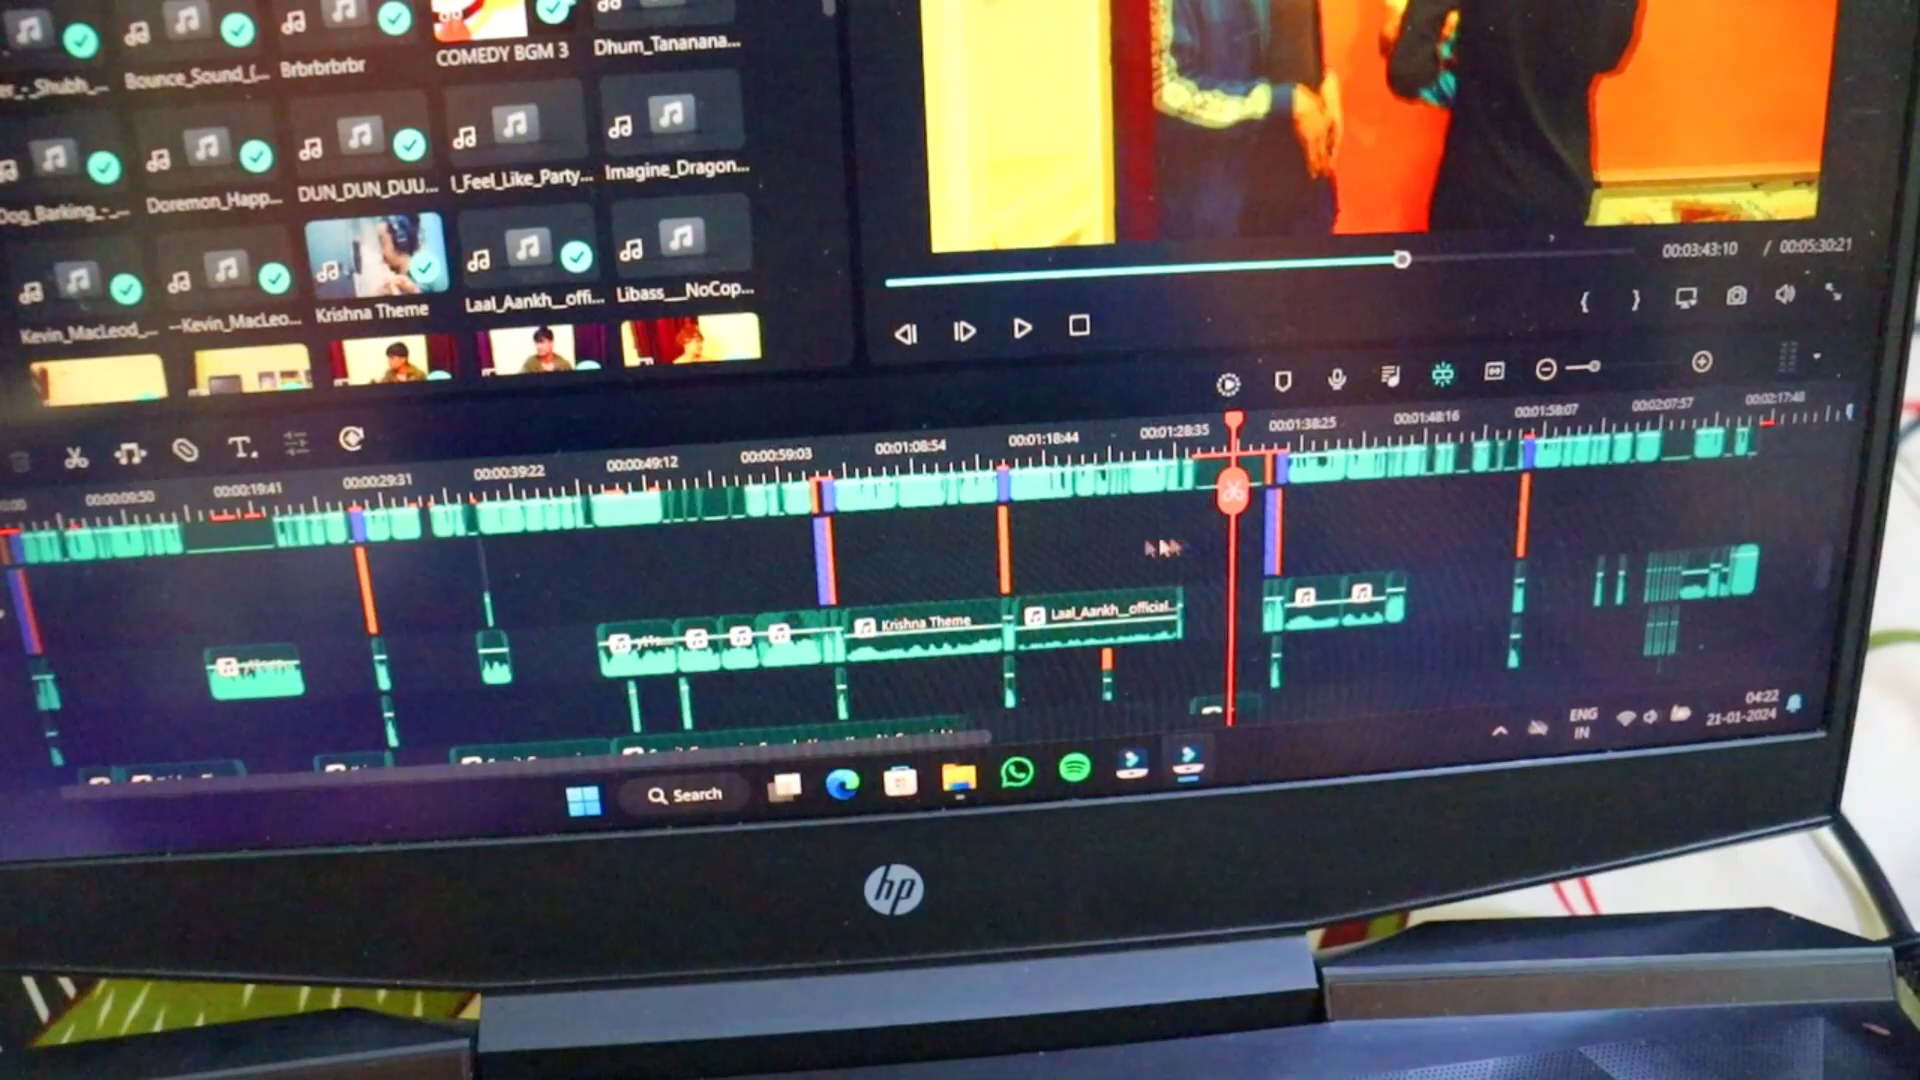 er_-_Shubh_...
Bounce_Sound_(...
Brbrbrbrbr
COMEDY BGM 3
Dhum_Tananana...
Dog_Barking_-_...
Doremon_Happ...
DUN_DUN_DUU...
I_Feel_Like_Party...
Imagine_Dragon...
Kevin_MacLeod_...
--Kevin_MacLeo...
Krishna Theme
Laal_Aankh__offi...
Libass___NoCop...
00:03:43:10 / 00:05:30:21
{ }
T
00:00:09:50
00:00:19:41
00:00:29:31
00:00:39:22
00:00:49:12
00:00:59:03
00:01:08:54
00:01:18:44
00:01:28:35
00:01:38:25
00:01:48:16
00:01:58:07
00:02:07:57
00:02:17:48
Krishna Theme
Laal_Aankh__official...
Search
ENG
IN
04:22
21-01-2024
hp